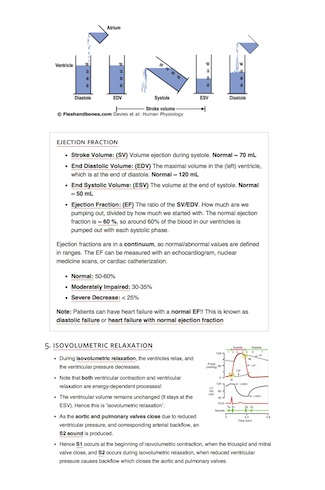 Atrium
Ventricle
Diastole EDV Systole ESV Diastole
Stroke volume
© Fleshandbones.com Davies et al: Human Physiology
EJECTION FRACTION
• Stroke Volume: (SV) Volume ejection during systole. Normal ~ 70 mL
• End Diastolic Volume: (EDV) The maximal volume in the (left) ventricle,
which is at the end of diastole. Normal ~ 120 mL
• End Systolic Volume: (ESV) The volume at the end of systole. Normal
~ 50 mL
• Ejection Fraction: (EF) The ratio of the SV/EDV. How much are we
pumping out, divided by how much we started with. The normal ejection
fraction is ~ 60 %, so around 60% of the blood in our ventricles is
pumped out with each systolic phase.
Ejection fractions are in a continuum, so normal/abnormal values are defined
in ranges. The EF can be measured with an echocardiogram, nuclear
medicine scans, or cardiac catheterization.
• Normal: 50-60%
• Moderately Impaired: 30-35%
• Severe Decrease: < 25%
Note: Patients can have heart failure with a normal EF!! This is known as
diastolic failure or heart failure with normal ejection fraction
5. ISOVOLUMETRIC RELAXATION
• During isovolumetric relaxation, the ventricles relax, and
the ventricular pressure decreases.
• Note that both ventricular contraction and ventricular
relaxation are energy-dependent processes!
• The ventricular volume remains unchanged (it stays at the
ESV). Hence this is 'isovolumetric relaxation'.
• As the aortic and pulmonary valves close due to reduced
ventricular pressure, and corresponding arterial backflow, an
S2 sound is produced.
• Hence S1 occurs at the beginning of isovolumetric contraction, when the tricuspid and mitral
valve close, and S2 occurs during isovolumetric relaxation, when reduced ventricular
pressure causes backflow which closes the aortic and pulmonary valves.